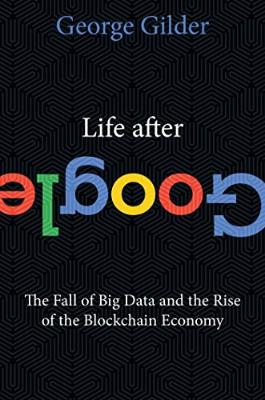 George Gilder
Life after
Google
The Fall of Big Data and the Rise
of the Blockchain Economy